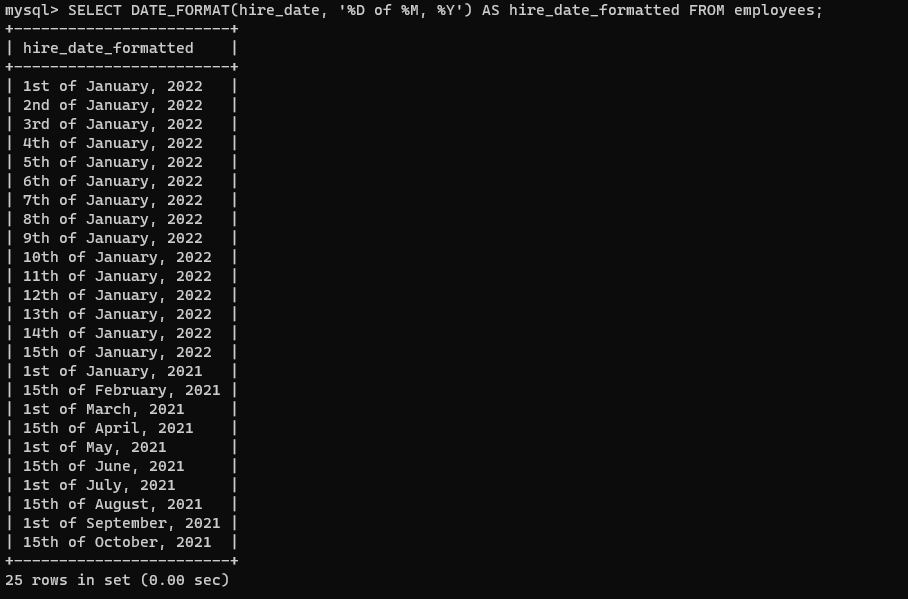 mysql> SELECT DATE_FORMAT(hire_date, '%D of %M, %Y') AS hire_date_formatted FROM employees;
+------------------------+
| hire_date_formatted    |
+------------------------+
| 1st of January, 2022   |
| 2nd of January, 2022   |
| 3rd of January, 2022   |
| 4th of January, 2022   |
| 5th of January, 2022   |
| 6th of January, 2022   |
| 7th of January, 2022   |
| 8th of January, 2022   |
| 9th of January, 2022   |
| 10th of January, 2022  |
| 11th of January, 2022  |
| 12th of January, 2022  |
| 13th of January, 2022  |
| 14th of January, 2022  |
| 15th of January, 2022  |
| 1st of January, 2021   |
| 15th of February, 2021 |
| 1st of March, 2021     |
| 15th of April, 2021    |
| 1st of May, 2021       |
| 15th of June, 2021     |
| 1st of July, 2021      |
| 15th of August, 2021   |
| 1st of September, 2021 |
| 15th of October, 2021  |
+------------------------+
25 rows in set (0.00 sec)